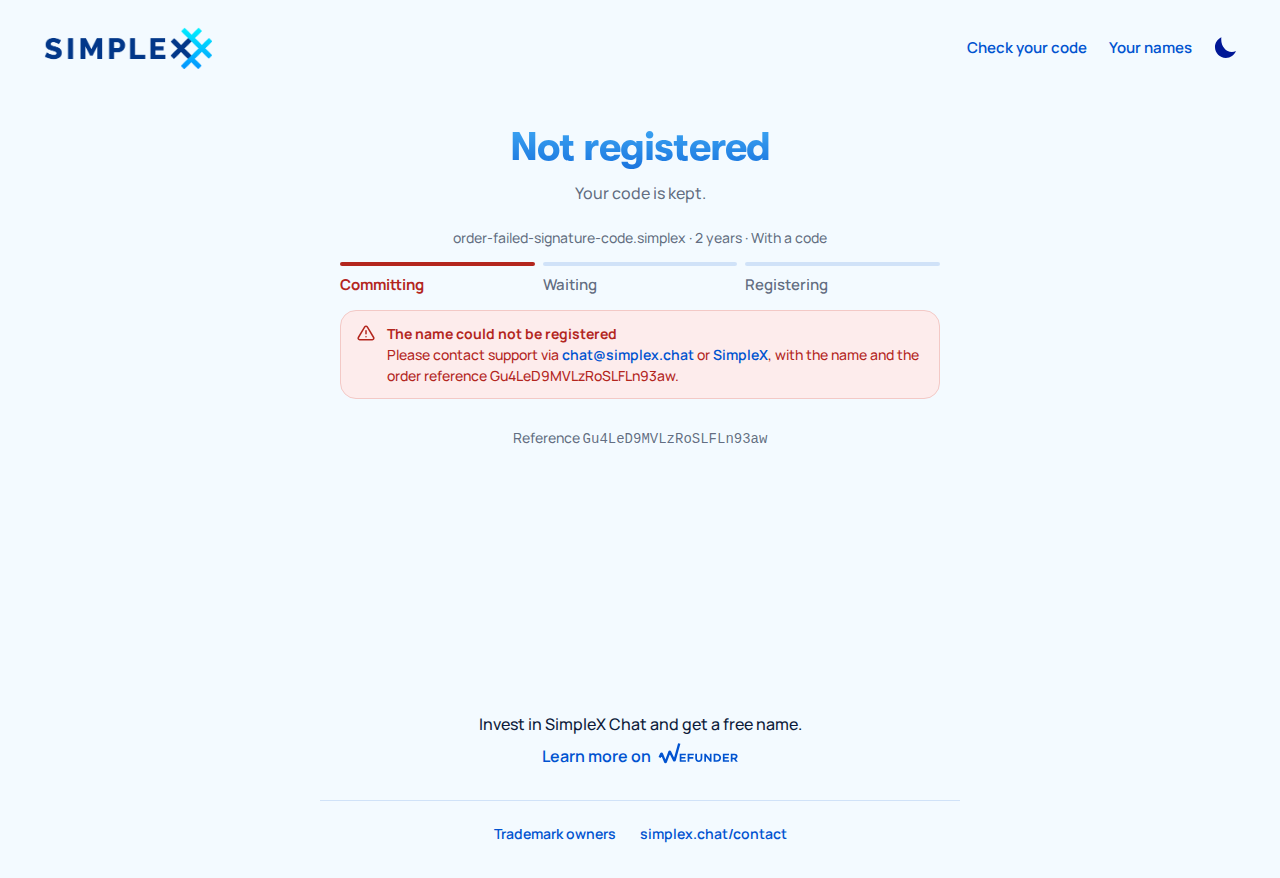 SIMPLEX
Check your code
Your names
Not registered
Your code is kept.
order-failed-signature-code.simplex · 2 years · With a code
Committing
Waiting
Registering
The name could not be registered
Please contact support via chat@simplex.chat or SimpleX, with the name and the
order reference Gu4LeD9MVLzRoSLFLn93aw.
Reference Gu4LeD9MVLzRoSLFLn93aw
Invest in SimpleX Chat and get a free name.
Learn more on WEFUNDER
Trademark owners
simplex.chat/contact